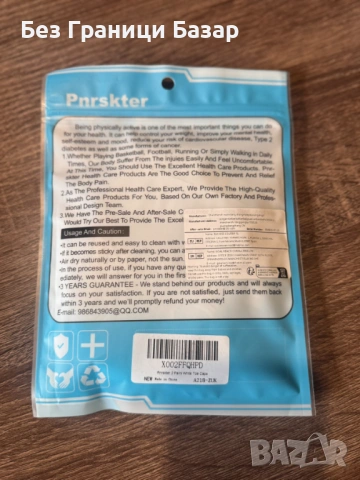 Без Граници Базар
Pnrskter
Being physically active is one of the most important things you can do
for your health. It can help control your weight, improve your mental health,
self-esteem and mood, reduce your risk of cardiovascular disease, Type 2
diabetes as well as some forms of cancer.
1.Whether Playing Basketball, Football, Running Or Simply Walking in Daily
Times, Our Body Suffer From The injuies Easily And Feel Uncomfortable.
At This Time, You Should Use The Excellent Health Care Products. Pnr-
skter Health Care Products Are The Good Choice To Prevent And Relief
The Body Pain.
2.As The Professional Health Care Expert, We Provide The High-Quality
Health Care Products For You, Based On Our Own Factory And Profes-
sional Design Team.
3.We Have The Pre-Sale And After-Sale
Would Try Our Best To Provide The Excellent
Usage And Caution
•It can be reused and easy to clean with
•If it becomes sticky after cleaning, you can
•Air dry naturally or by paper, not the sun.
•In the process of use, if you have any
mediately, we will answer for you in the first
•3 YEARS GUARANTEE - We stand behind our products and will always
focus on your satisfaction. If you are not satisfied, just send them back
within 3 years and we'll promptly refund your money!
E-mail: 986843905@QQ.COM
X002FFQHPD
NEW Made in China
bazar